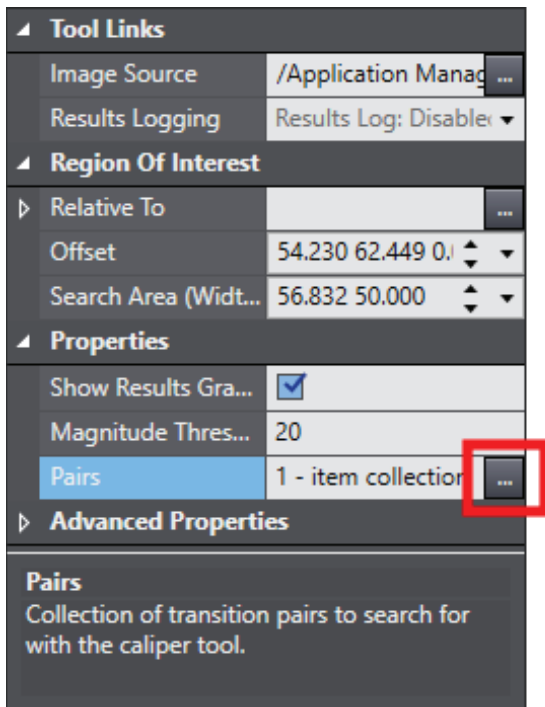 Tool Links
Image Source /Application Manag ...
Results Logging Results Log: Disable
Region Of Interest
Relative To ...
Offset 54.230 62.449 0.
Search Area (Widt... 56.832 50.000
Properties
Show Results Gra...
Magnitude Thres... 20
Pairs 1 - item collection ...
Advanced Properties
Pairs
Collection of transition pairs to search for
with the caliper tool.